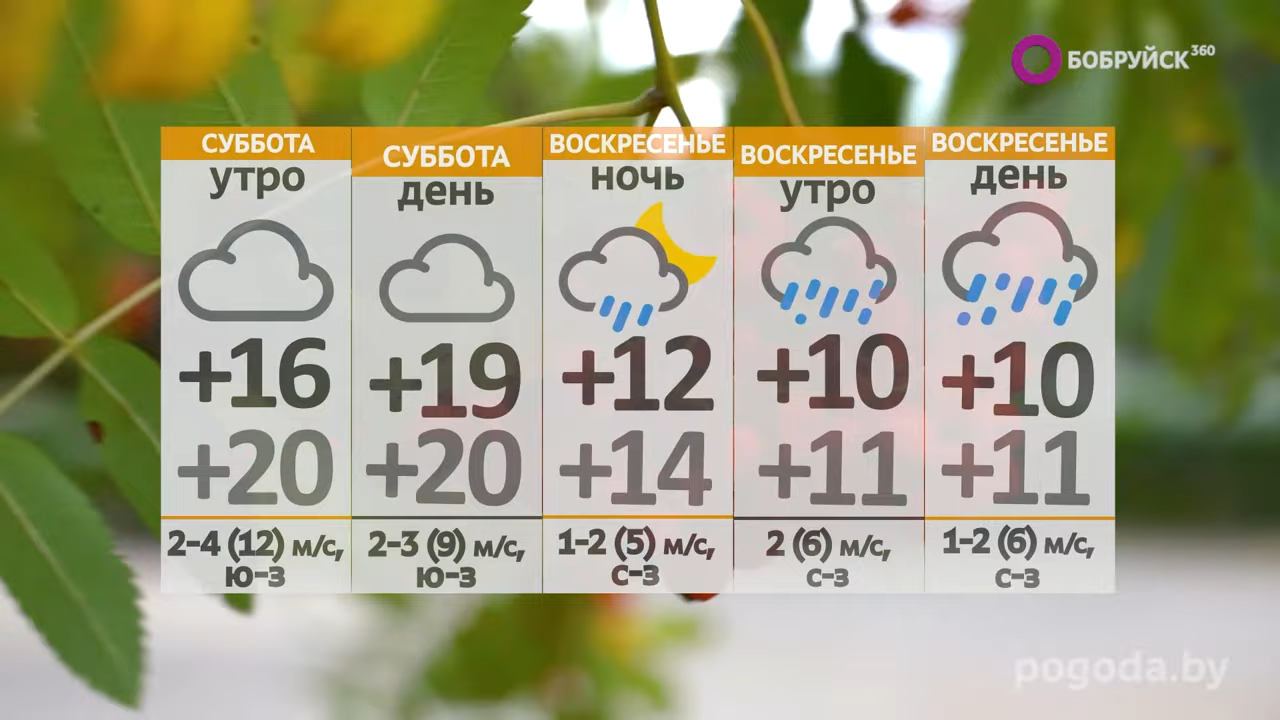 БОБРУЙСК360
СУББОТА
утро
+16
+20
2-4 (12) м/с,
ю-з
СУББОТА
день
+19
+20
2-3 (9) м/с,
ю-з
ВОСКРЕСЕНЬЕ
ночь
+12
+14
1-2 (5) м/с,
с-з
ВОСКРЕСЕНЬЕ
утро
+10
+11
2 (6) м/с,
с-з
ВОСКРЕСЕНЬЕ
день
+10
+11
1-2 (6) м/с,
с-з
pogoda.by